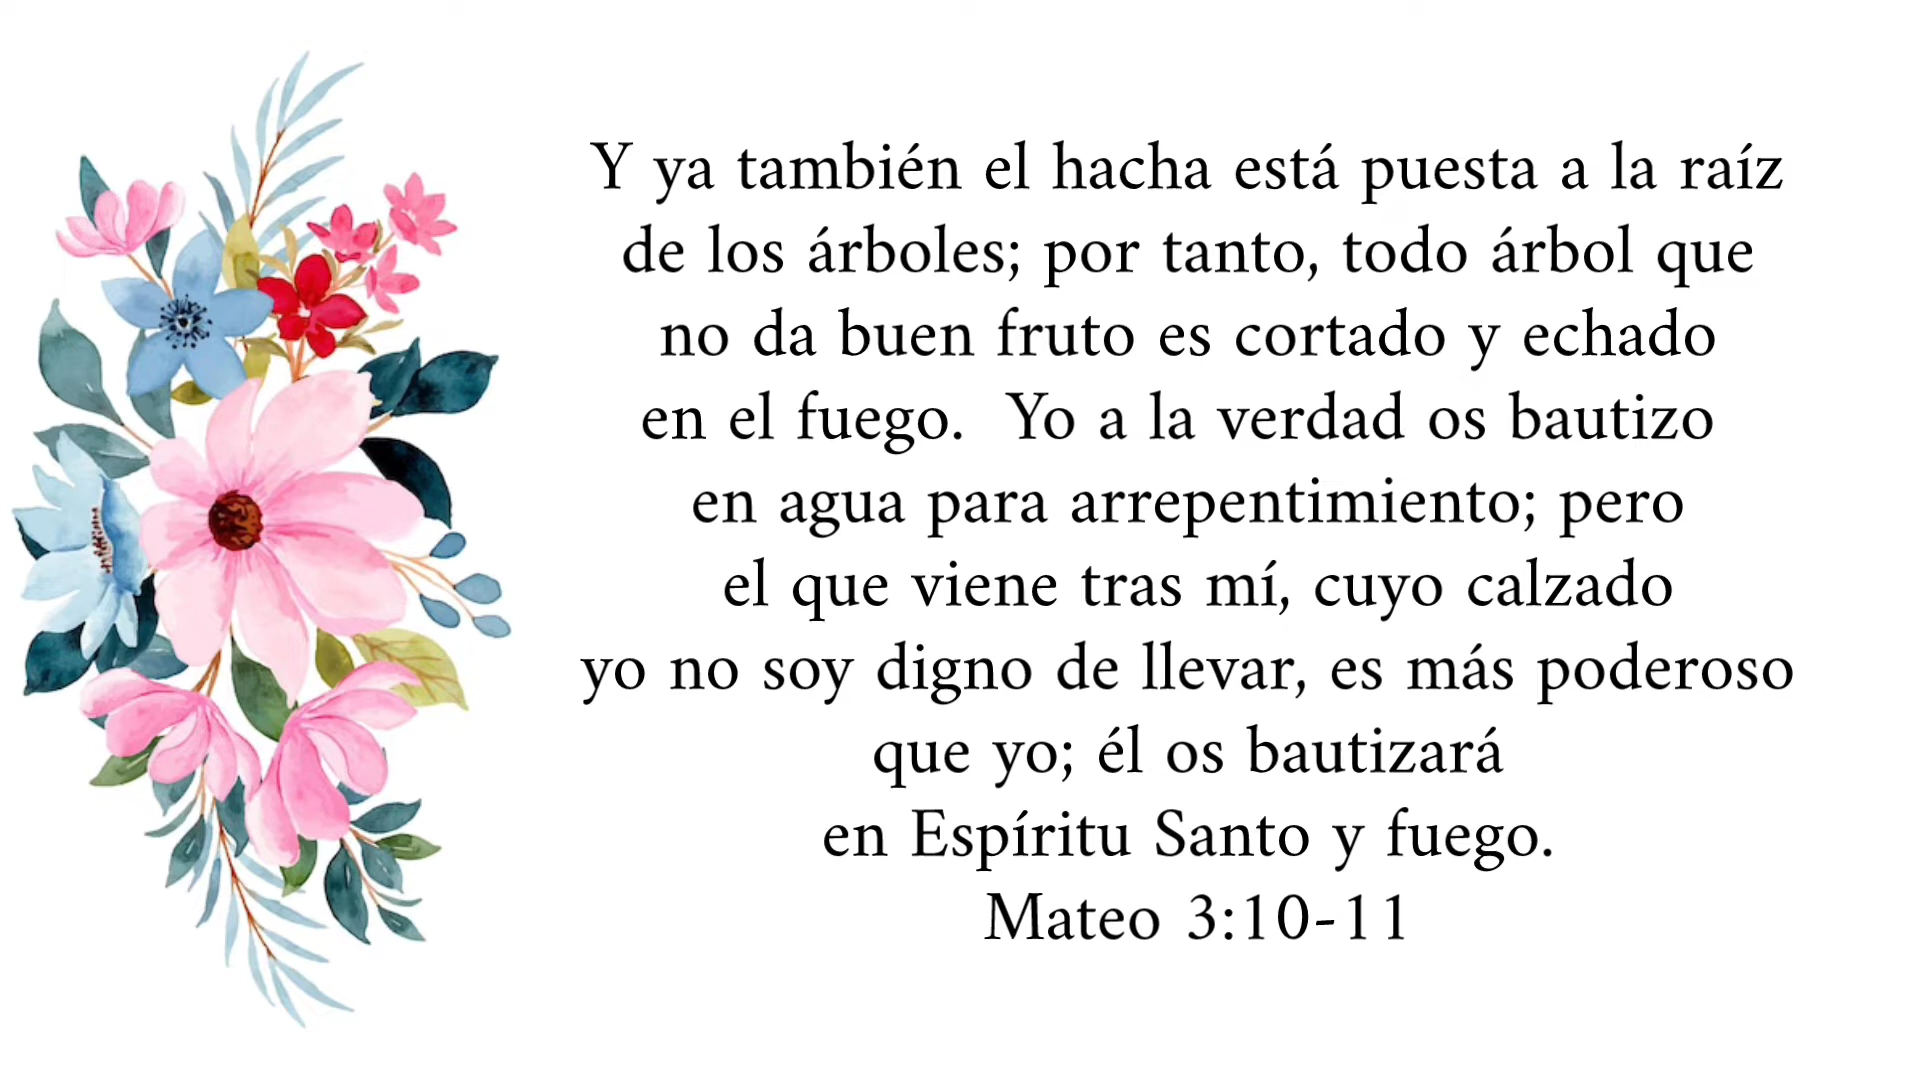 Y ya también el hacha está puesta a la raíz
de los árboles; por tanto, todo árbol que
no da buen fruto es cortado y echado
en el fuego.  Yo a la verdad os bautizo
en agua para arrepentimiento; pero
el que viene tras mí, cuyo calzado
yo no soy digno de llevar, es más poderoso
que yo; él os bautizará
en Espíritu Santo y fuego.
Mateo 3:10-11